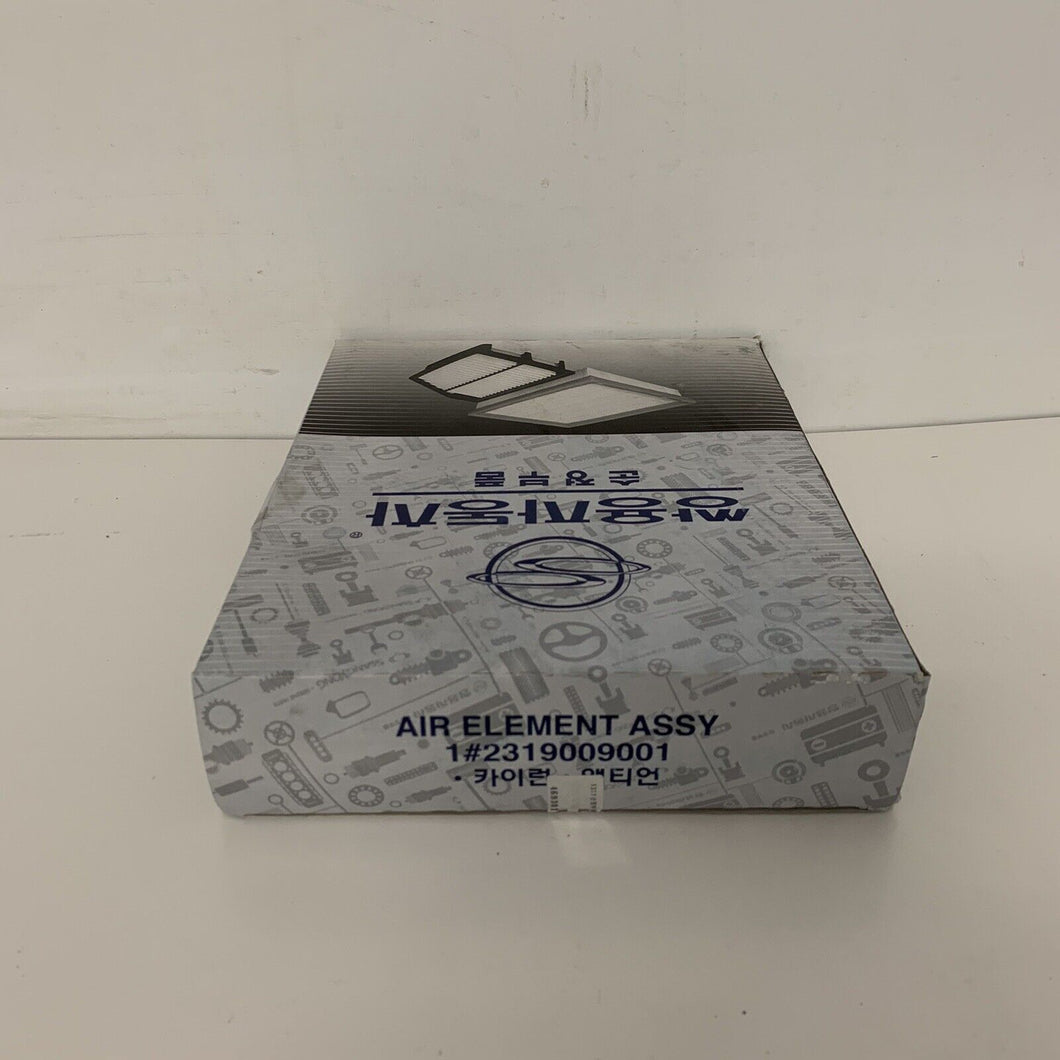 순정부품
쌍용자동차
®
AIR ELEMENT ASSY
1#2319009001
• 카이런 • 액티언
SSANGYONG